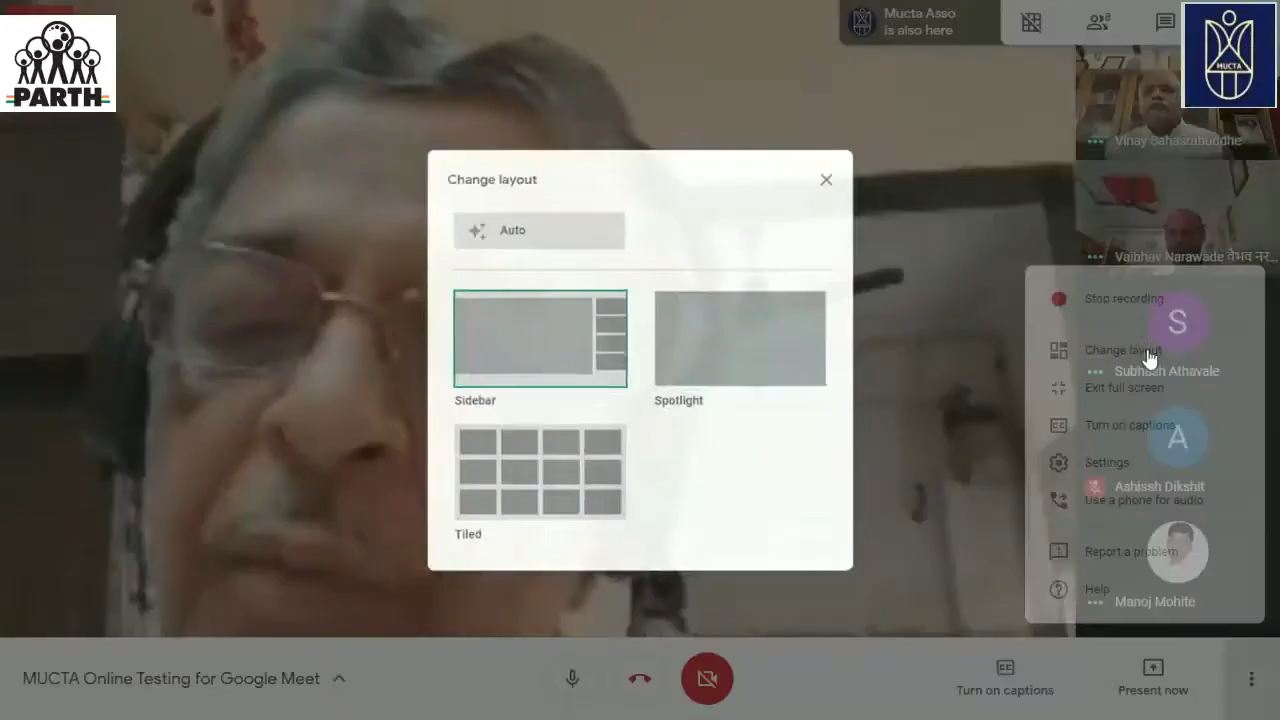 PARTH
Mucta Asso
is also here
8
MUCTA
Vinay Sahasrabuddhe
Vaibhav Narawade वैभव नर...
Change layout
Auto
Sidebar
Spotlight
Tiled
Stop recording
S
Change layout
Subhash Athavale
Exit full screen
Turn on captions
A
Settings
Ashissh Dikshit
Use a phone for audio
Report a problem
Help
Manoj Mohite
MUCTA Online Testing for Google Meet
Turn on captions
Present now